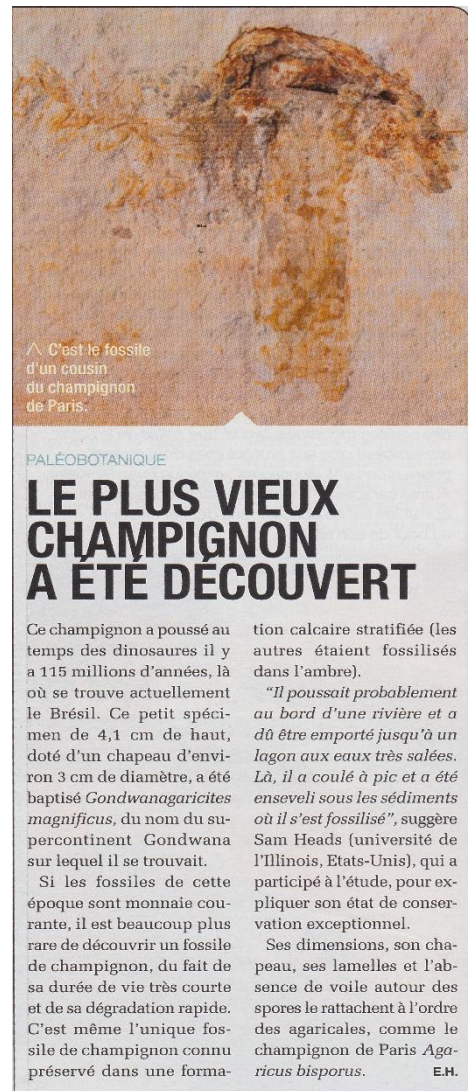 ∧ C'est le fossile
d'un cousin
du champignon
de Paris.
PALÉOBOTANIQUE
LE PLUS VIEUX
CHAMPIGNON
A ÉTÉ DÉCOUVERT
Ce champignon a poussé au
temps des dinosaures il y
a 115 millions d'années, là
où se trouve actuellement
le Brésil. Ce petit spéci-
men de 4,1 cm de haut,
doté d'un chapeau d'envi-
ron 3 cm de diamètre, a été
baptisé Gondwanagaricites
magnificus, du nom du su-
percontinent Gondwana
sur lequel il se trouvait.
Si les fossiles de cette
époque sont monnaie cou-
rante, il est beaucoup plus
rare de découvrir un fossile
de champignon, du fait de
sa durée de vie très courte
et de sa dégradation rapide.
C'est même l'unique fos-
sile de champignon connu
préservé dans une forma-
tion calcaire stratifiée (les
autres étaient fossilisés
dans l'ambre).
"Il poussait probablement
au bord d'une rivière et a
dû être emporté jusqu'à un
lagon aux eaux très salées.
Là, il a coulé à pic et a été
enseveli sous les sédiments
où il s'est fossilisé", suggère
Sam Heads (université de
l'Illinois, Etats-Unis), qui a
participé à l'étude, pour ex-
pliquer son état de conser-
vation exceptionnel.
Ses dimensions, son cha-
peau, ses lamelles et l'ab-
sence de voile autour des
spores le rattachent à l'ordre
des agaricales, comme le
champignon de Paris Aga-
ricus bisporus. E.H.